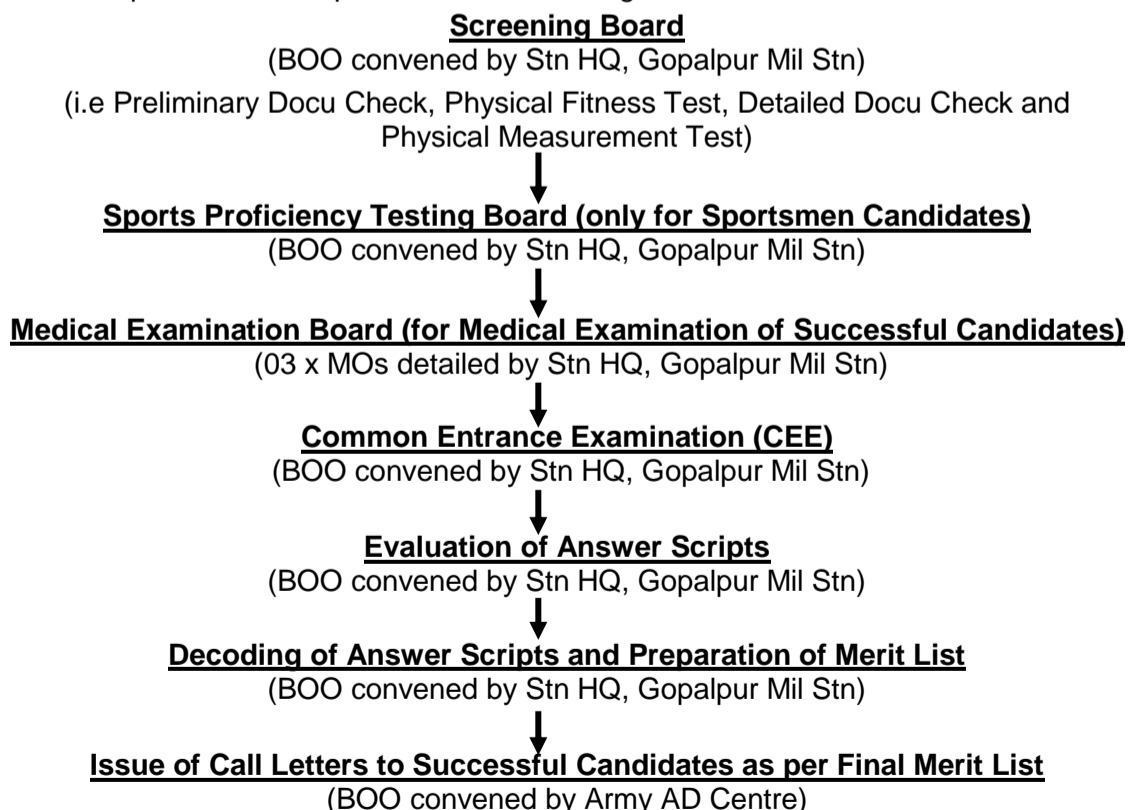 Screening Board
(BOO convened by Stn HQ, Gopalpur Mil Stn)
(i.e Preliminary Docu Check, Physical Fitness Test, Detailed Docu Check and
Physical Measurement Test)
Sports Proficiency Testing Board (only for Sportsmen Candidates)
(BOO convened by Stn HQ, Gopalpur Mil Stn)
Medical Examination Board (for Medical Examination of Successful Candidates)
(03 x MOs detailed by Stn HQ, Gopalpur Mil Stn)
Common Entrance Examination (CEE)
(BOO convened by Stn HQ, Gopalpur Mil Stn)
Evaluation of Answer Scripts
(BOO convened by Stn HQ, Gopalpur Mil Stn)
Decoding of Answer Scripts and Preparation of Merit List
(BOO convened by Stn HQ, Gopalpur Mil Stn)
Issue of Call Letters to Successful Candidates as per Final Merit List
(BOO convened by Army AD Centre)